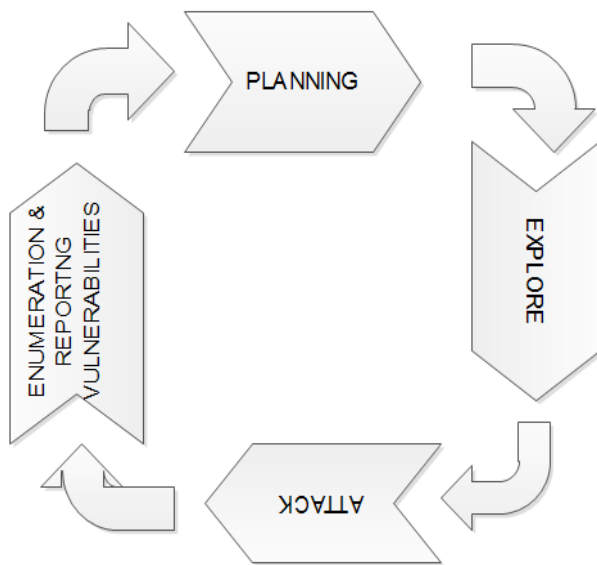 PLANNING
EXPLORE
ATTACK
ENUMERATION &
REPORTNG
VULNERABILITIES